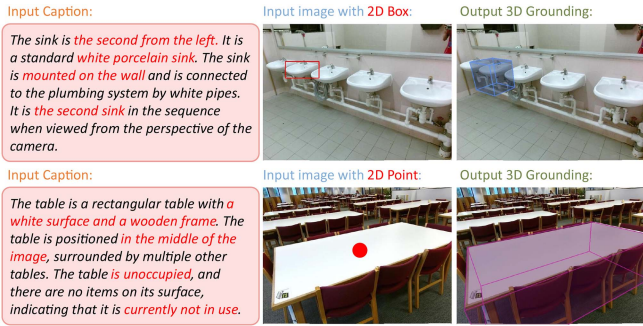 Input Caption:
Input image with 2D Box:
Output 3D Grounding:
The sink is the second from the left. It is
a standard white porcelain sink. The sink
is mounted on the wall and is connected
to the plumbing system by white pipes.
It is the second sink in the sequence
when viewed from the perspective of the
camera.
Input Caption:
Input image with 2D Point:
Output 3D Grounding:
The table is a rectangular table with a
white surface and a wooden frame. The
table is positioned in the middle of the
image, surrounded by multiple other
tables. The table is unoccupied, and
there are no items on its surface,
indicating that it is currently not in use.